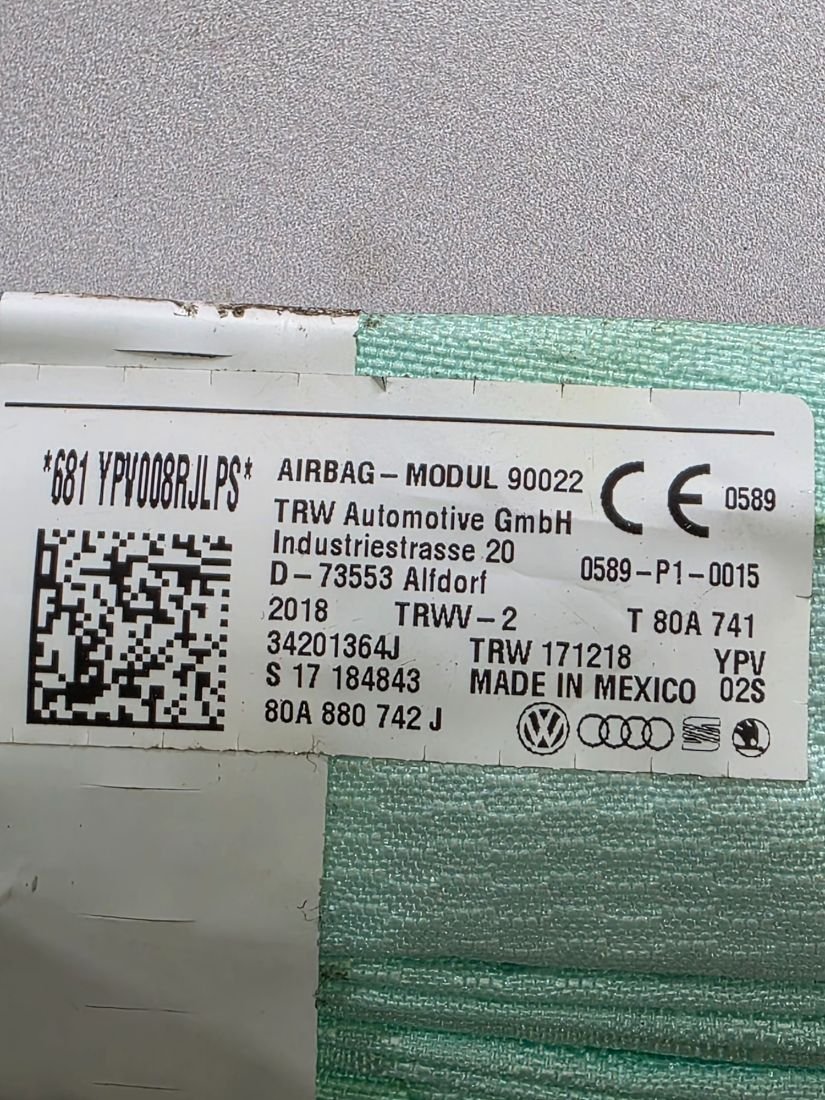 *681 YPV008RJLPS*
AIRBAG-MODUL 90022
CE 0589
TRW Automotive GmbH
Industriestrasse 20
0589-P1-0015
D-73553 Alfdorf
2018 TRWV-2 T 80A 741
34201364J TRW 171218 YPV
S 17 184843 MADE IN MEXICO 02S
80A 880 742 J